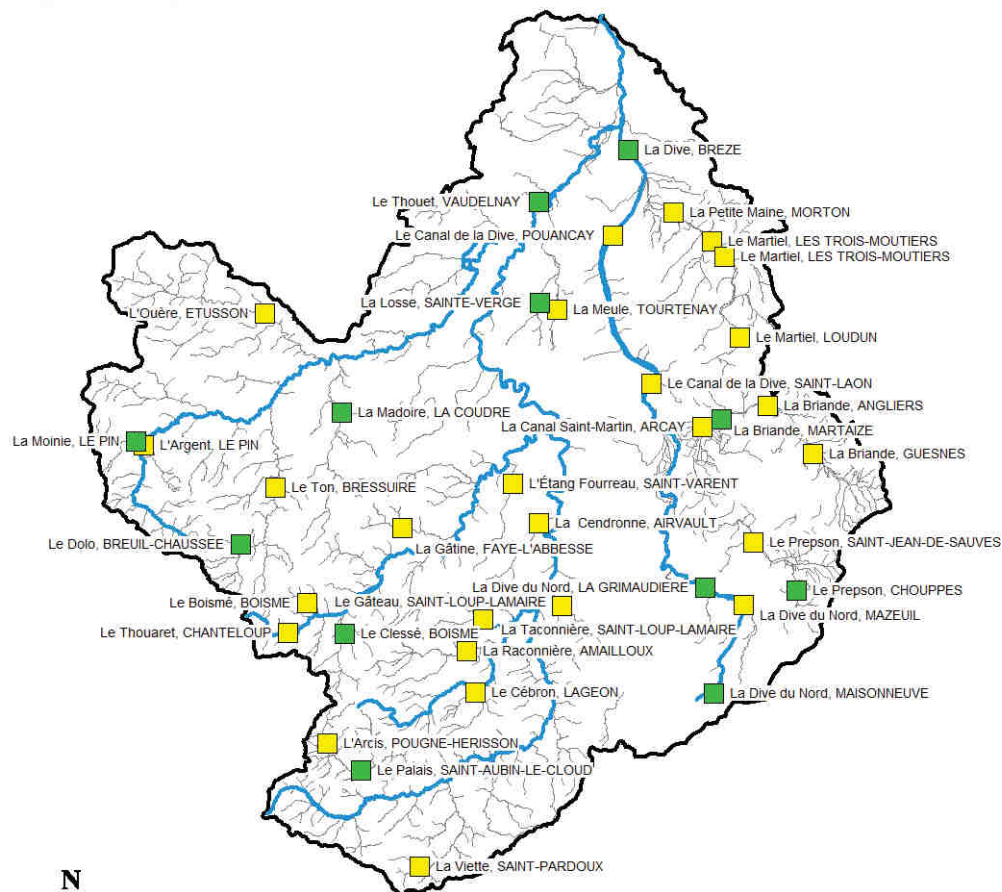 La Dive, BREZE
Le Thouet, VAUDELNAY
La Petite Maine, MORTON
Le Canal de la Dive, POUANCAY
Le Martiel, LES TROIS-MOUTIERS
Le Martiel, LES TROIS-MOUTIERS
La Losse, SAINTE-VERGE
La Meule, TOURTENAY
L'Ouère, ETUSSON
Le Martiel, LOUDUN
Le Canal de la Dive, SAINT-LAON
La Briande, ANGLIERS
La Madoire, LA COUDRE
La Canal Saint-Martin, ARCAY
La Briande, MARTAIZE
La Moinie, LE PIN
L'Argent, LE PIN
La Briande, GUESNES
Le Ton, BRESSUIRE
L'Étang Fourreau, SAINT-VARENT
La Cendronne, AIRVAULT
Le Dolo, BREUIL-CHAUSSEE
La Gâtine, FAYE-L'ABBESSE
Le Prepson, SAINT-JEAN-DE-SAUVES
La Dive du Nord, LA GRIMAUDIERE
Le Prepson, CHOUPPES
Le Boismé, BOISME
Le Gâteau, SAINT-LOUP-LAMAIRE
La Dive du Nord, MAZEUIL
Le Thouaret, CHANTELOUP
Le Clessé, BOISME
La Taconnière, SAINT-LOUP-LAMAIRE
La Raconnière, AMAILLOUX
Le Cébron, LAGEON
La Dive du Nord, MAISONNEUVE
L'Arcis, POUGNE-HERISSON
Le Palais, SAINT-AUBIN-LE-CLOUD
La Viette, SAINT-PARDOUX
N